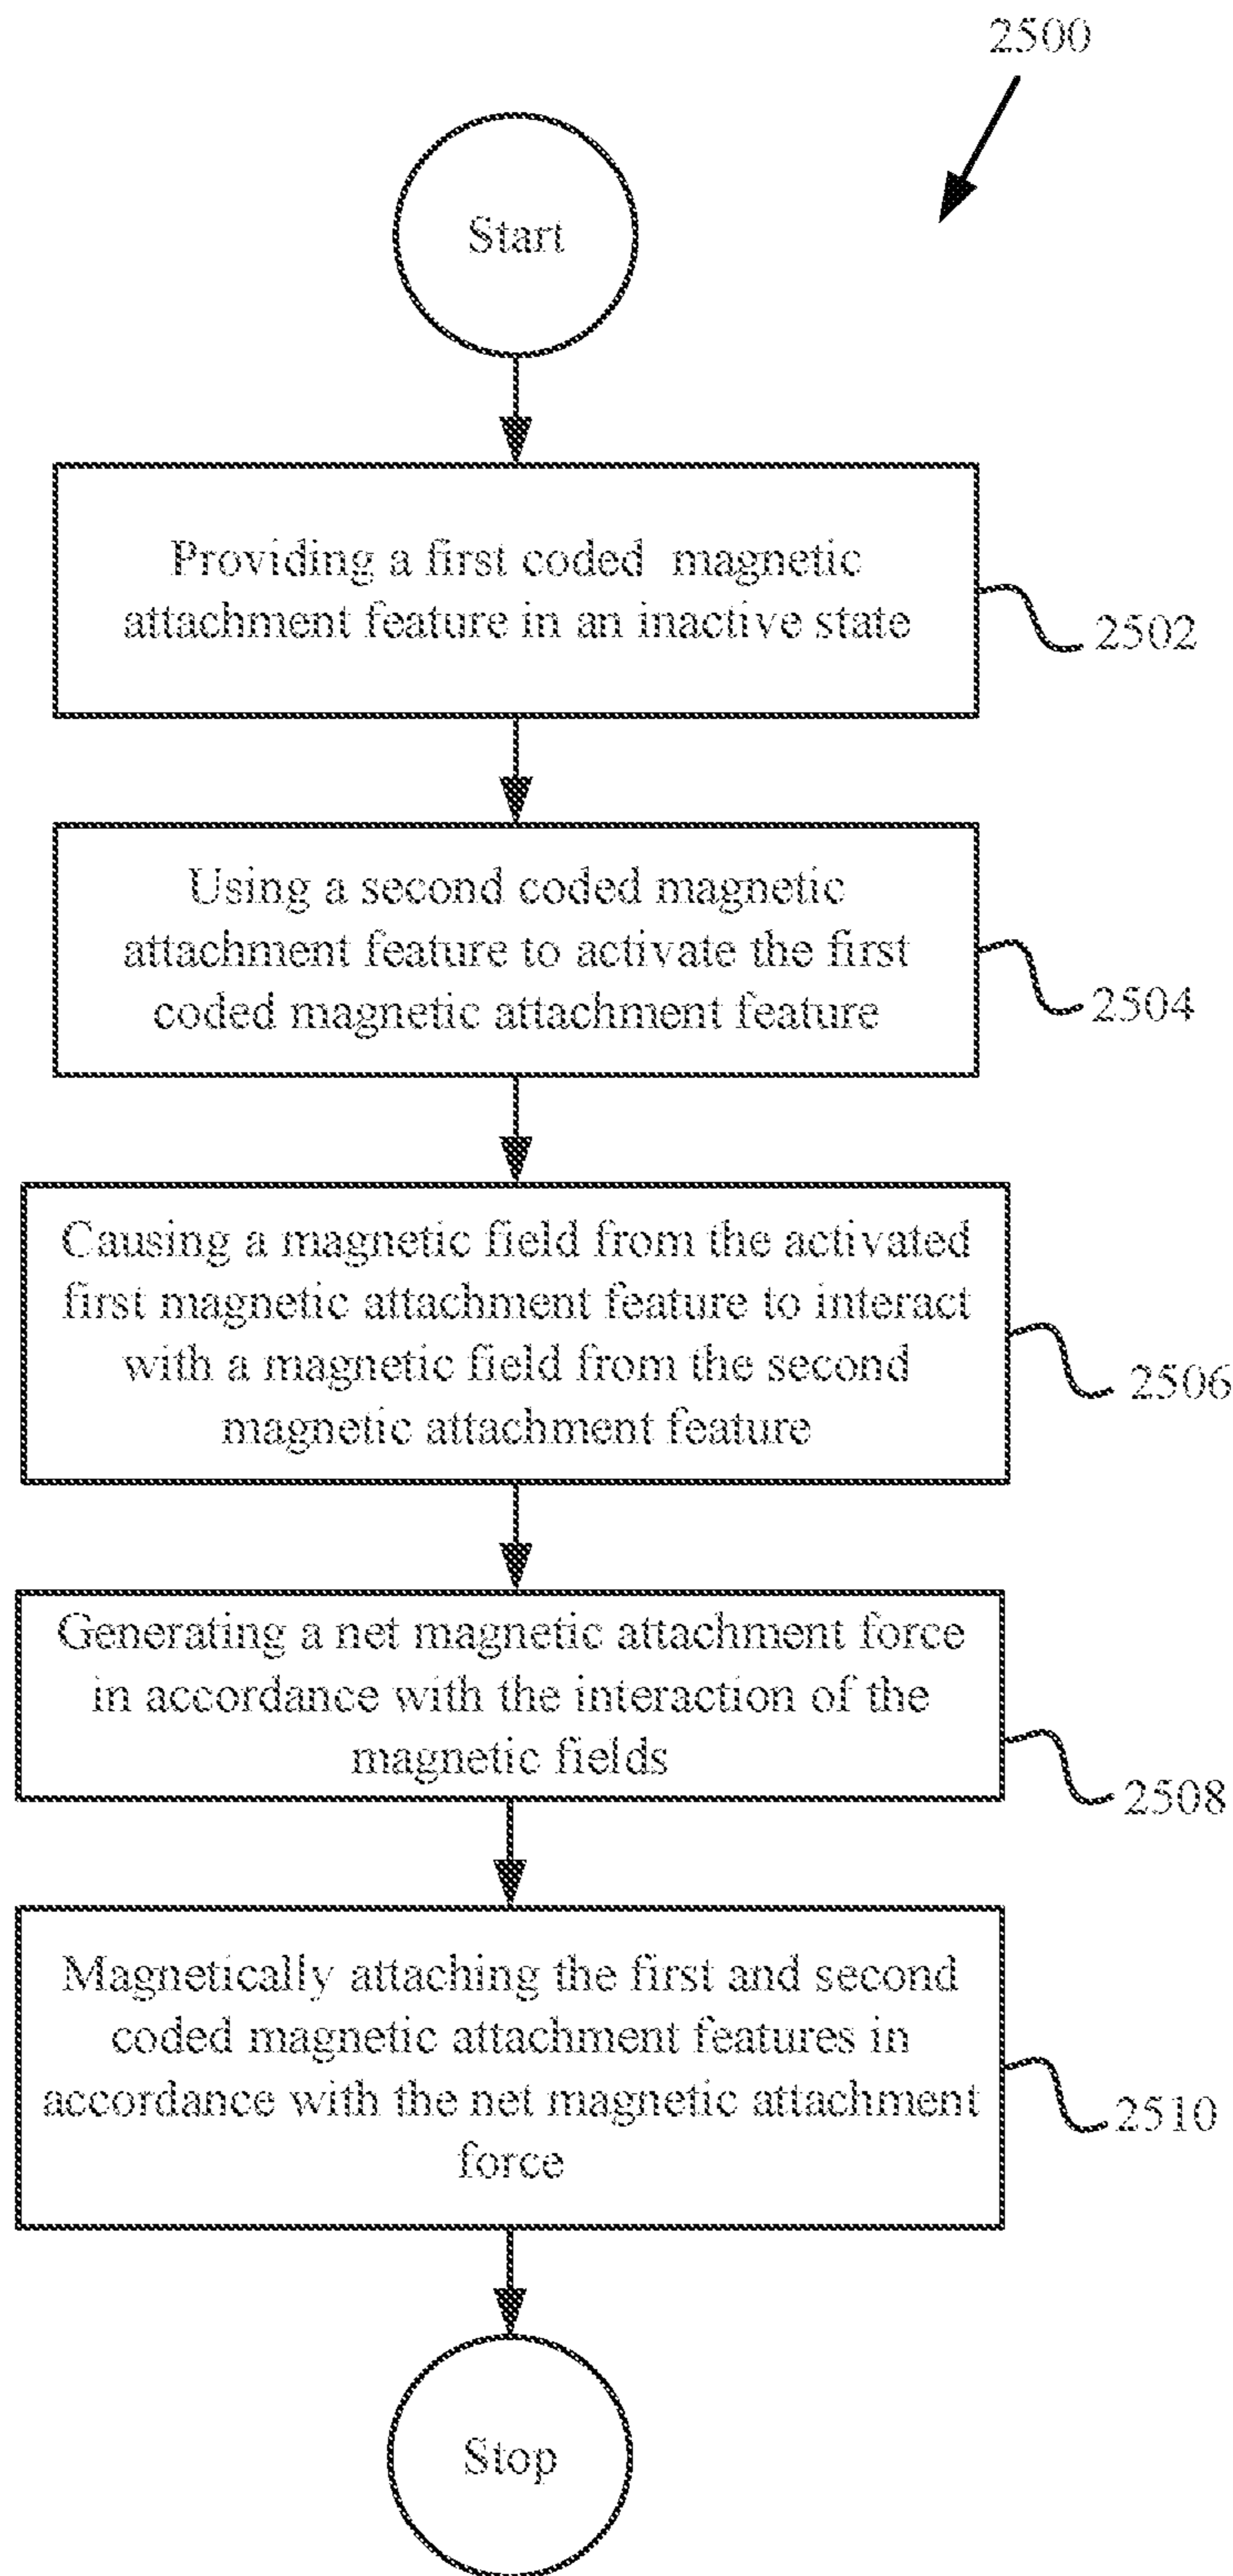 2500
Start
Providing a first coded magnetic
attachment feature in an inactive state
2502
Using a second coded magnetic
attachment feature to activate the first
coded magnetic attachment feature
2504
Causing a magnetic field from the activated
first magnetic attachment feature to interact
with a magnetic field from the second
magnetic attachment feature
2506
Generating a net magnetic attachment force
in accordance with the interaction of the
magnetic fields
2508
Magnetically attaching the first and second
coded magnetic attachment features in
accordance with the net magnetic attachment
force
2510
Stop